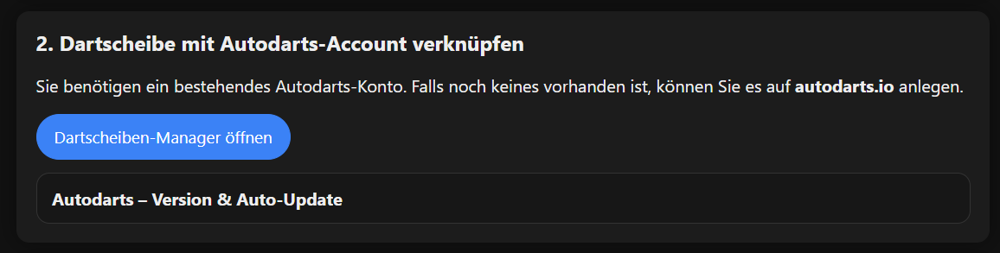 2. Dartscheibe mit Autodarts-Account verknüpfen
Sie benötigen ein bestehendes Autodarts-Konto. Falls noch keines vorhanden ist, können Sie es auf autodarts.io anlegen.
Dartscheiben-Manager öffnen
Autodarts – Version & Auto-Update